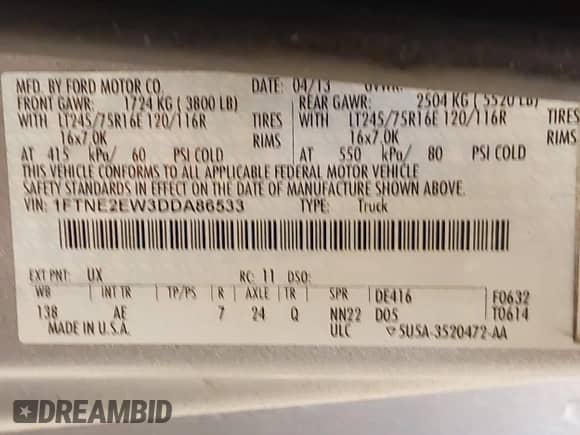 MFD. BY FORD MOTOR CO. DATE: 04/13
FRONT GAWR: 1724 KG ( 3800 LB) REAR GAWR: 2504 KG ( 5520 LB)
WITH LT245/75R16E 120/116R TIRES WITH LT245/75R16E 120/116R TIRES
16x7.0K RIMS 16x7.0K RIMS
AT 415 kPa/ 60 PSI COLD AT 550 kPa/ 80 PSI COLD
THIS VEHICLE CONFORMS TO ALL APPLICABLE FEDERAL MOTOR VEHICLE
SAFETY STANDARDS IN EFFECT ON THE DATE OF MANUFACTURE SHOWN ABOVE.
VIN: 1FTNE2EW3DDA86533 TYPE: Truck
EXT PNT: UX RC: 11 DSO:
WB INT TR TP/PS R AXLE TR SPR DE416 F0632
138 AE 7 24 Q NN22 D05 T0614
MADE IN U.S.A. ULC ▽5USA-3520472-AA
DREAMBID